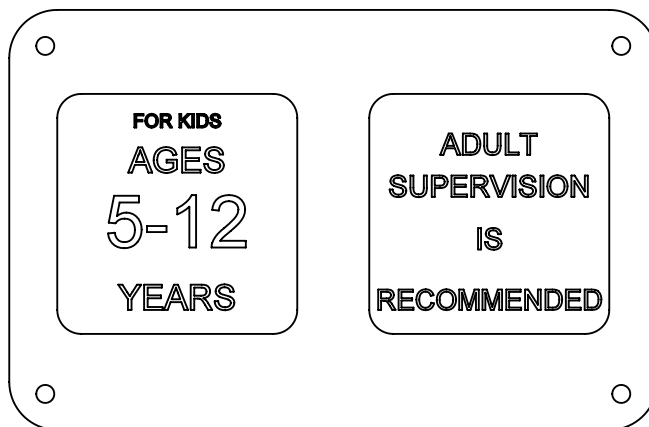 FOR KIDS
AGES
5-12
YEARS
ADULT
SUPERVISION
IS
RECOMMENDED